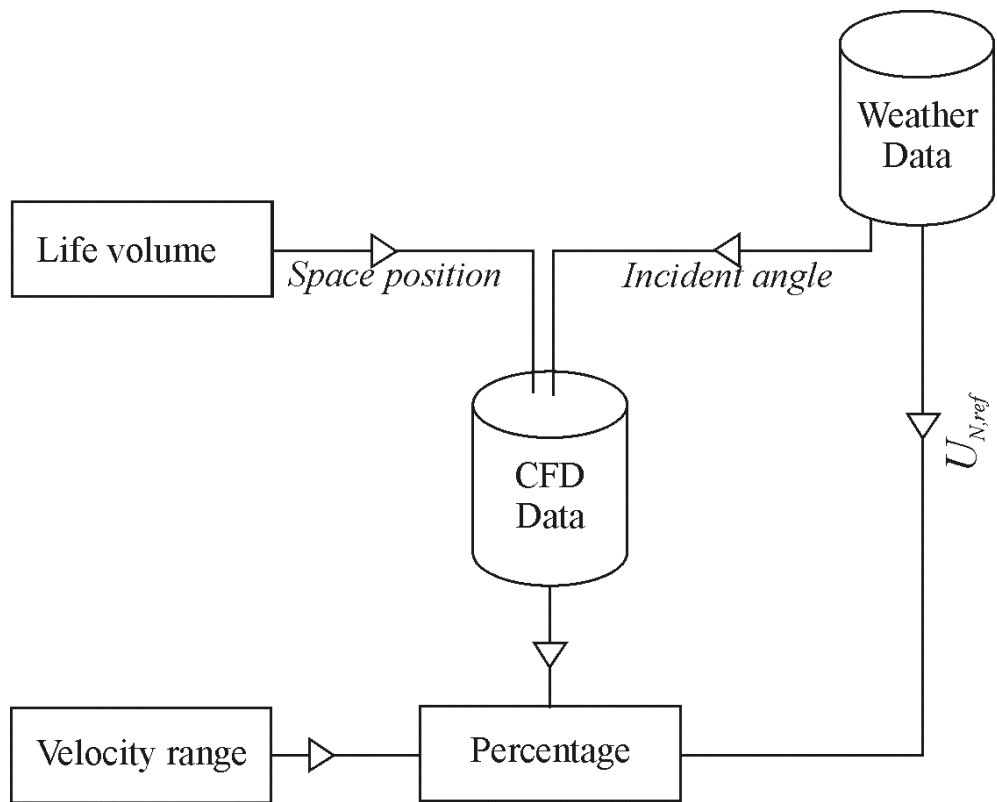 Weather
Data
Life volume
Space position
Incident angle
U_{N,ref}
CFD
Data
Velocity range
Percentage